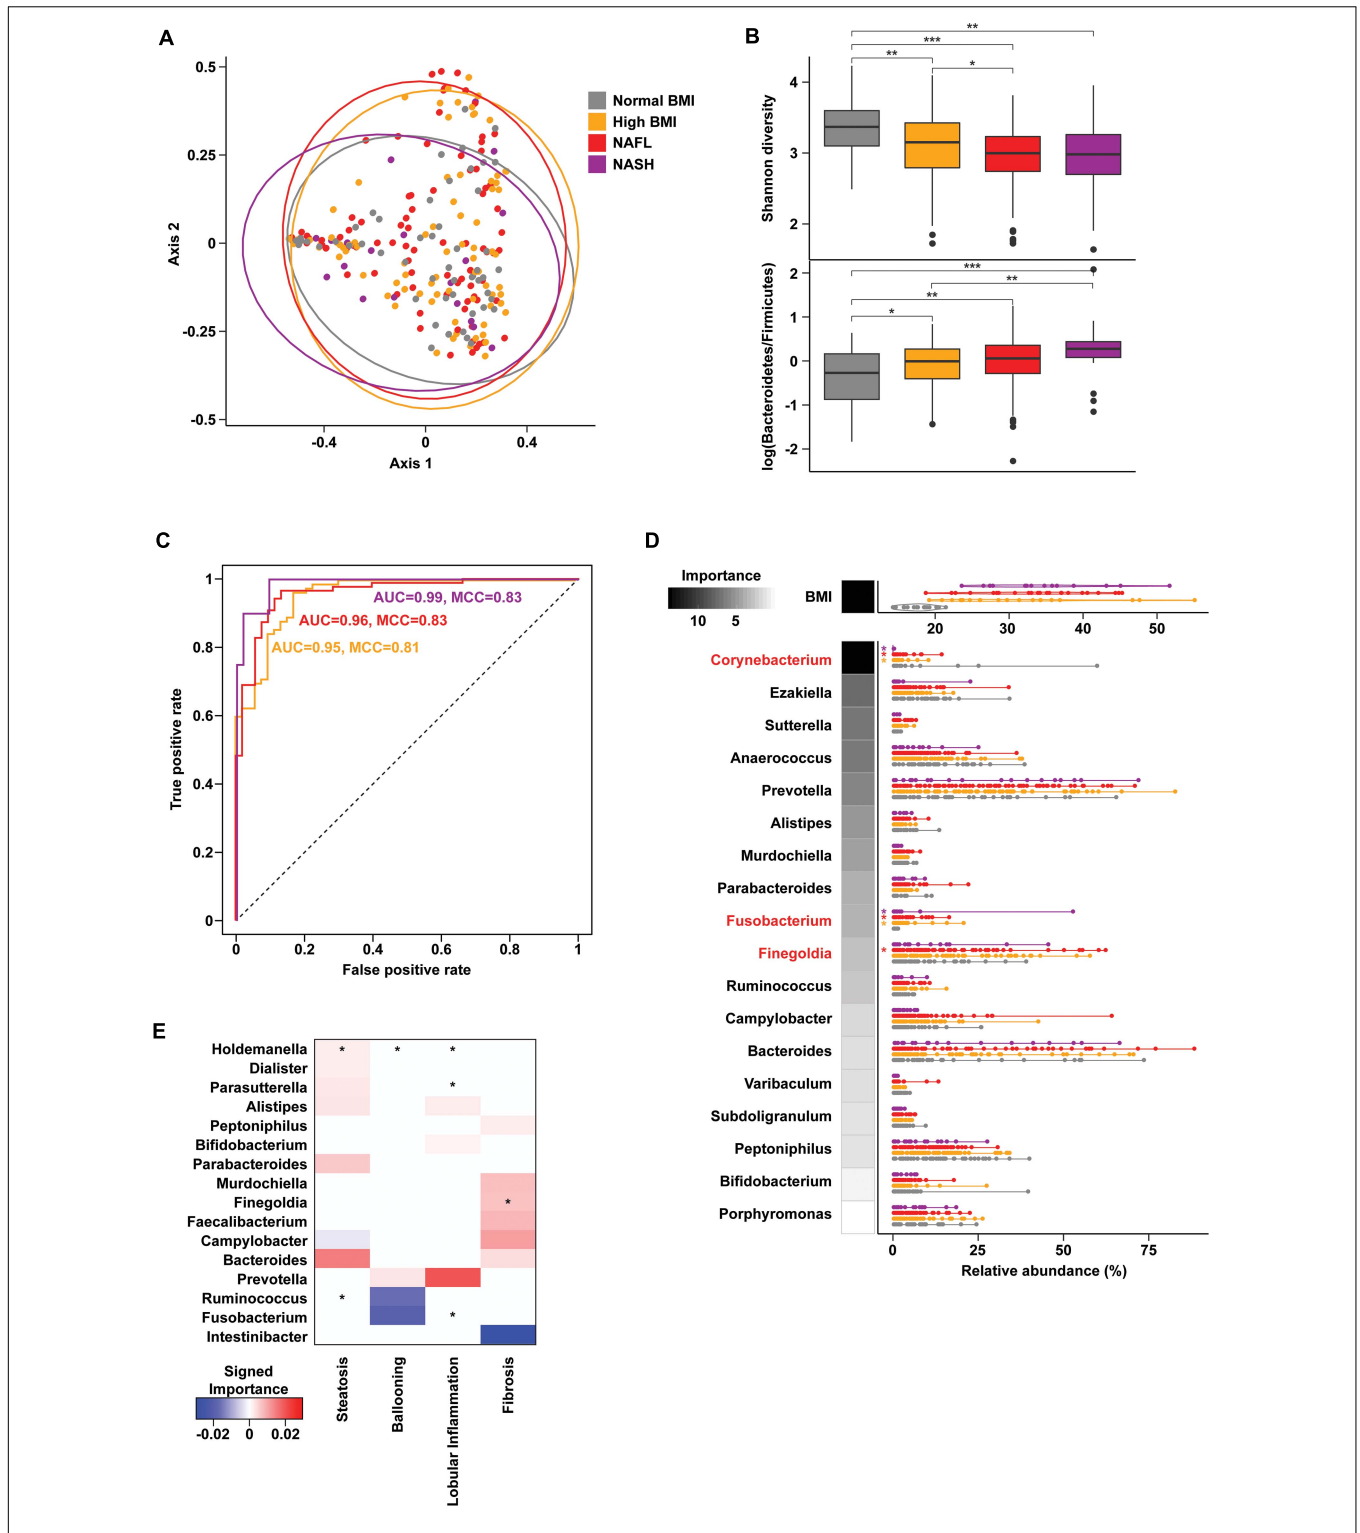 A
0.5
0.25
0
-0.25
-0.5
-0.4
0
0.4
Axis 1
Axis 2
Normal BMI
High BMI
NAFL
NASH
B
**
***
**
*
4
3
2
Shannon diversity
***
**
**
*
2
1
0
-1
-2
log(Bacteroidetes/Firmicutes)
C
1
0.8
0.6
0.4
0.2
0
0
0.2
0.4
0.6
0.8
1
True positive rate
False positive rate
AUC=0.99, MCC=0.83
AUC=0.96, MCC=0.83
AUC=0.95, MCC=0.81
D
Importance
10
5
BMI
20
30
40
50
Corynebacterium
*
*
*
Ezakiella
Sutterella
Anaerococcus
Prevotella
Alistipes
Murdochiella
Parabacteroides
Fusobacterium
*
*
*
Finegoldia
*
Ruminococcus
Campylobacter
Bacteroides
Varibaculum
Subdoligranulum
Peptoniphilus
Bifidobacterium
Porphyromonas
0
25
50
75
Relative abundance (%)
E
Holdemanella * * *
Dialister
Parasutterella *
Alistipes
Peptoniphilus
Bifidobacterium
Parabacteroides
Murdochiella
Finegoldia *
Faecalibacterium
Campylobacter
Bacteroides
Prevotella
Ruminococcus *
Fusobacterium *
Intestinibacter
Steatosis
Ballooning
Lobular Inflammation
Fibrosis
Signed
Importance
-0.02
0
0.02